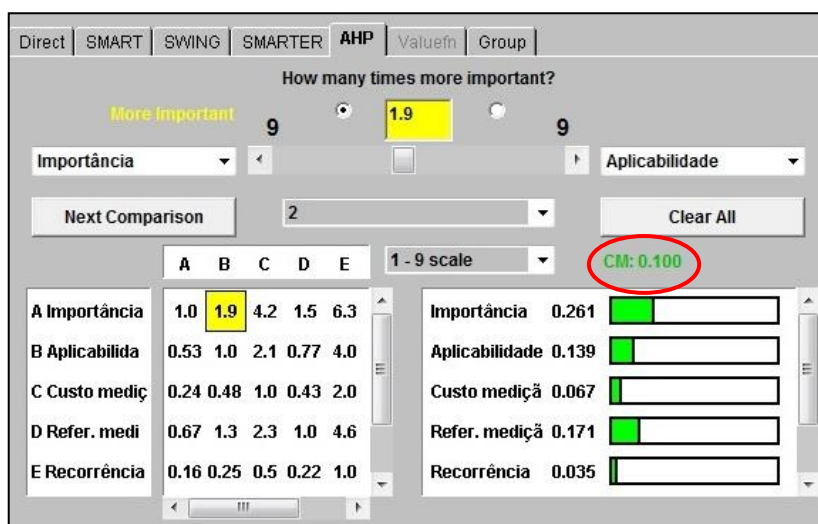 Direct SMART SWING SMARTER AHP Valuefn Group
How many times more important?
More Important 9 1.9 9
Importância Aplicabilidade
Next Comparison 2 Clear All
A B C D E 1 - 9 scale CM: 0.100
A Importância 1.0 1.9 4.2 1.5 6.3 Importância 0.261
B Aplicabilida 0.53 1.0 2.1 0.77 4.0 Aplicabilidade 0.139
C Custo mediç 0.24 0.48 1.0 0.43 2.0 Custo mediçã 0.067
D Refer. medi 0.67 1.3 2.3 1.0 4.6 Refer. mediçã 0.171
E Recorrência 0.16 0.25 0.5 0.22 1.0 Recorrência 0.035